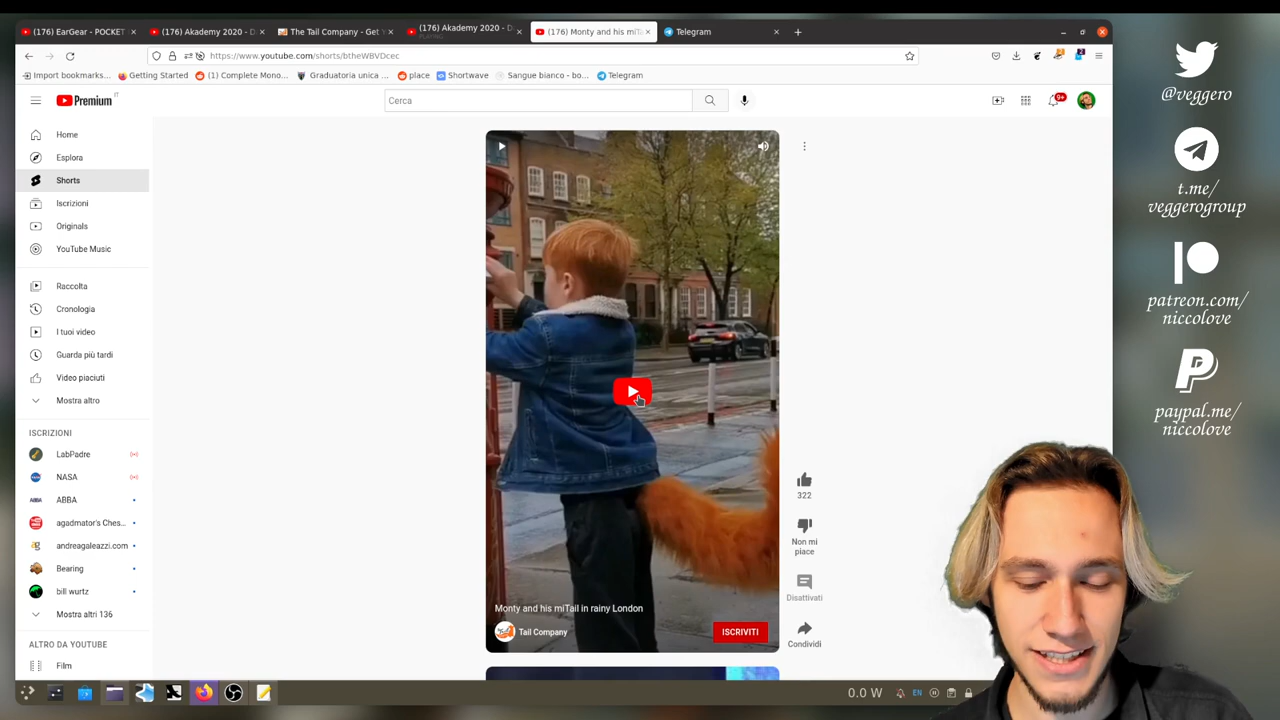 (176) EarGear - POCKET
(176) Akademy 2020 - D
The Tail Company - Get Y
(176) Akademy 2020 - D
PLAYING
(176) Monty and his miTa
Telegram
https://www.youtube.com/shorts/btheWBVDcec
Import bookmarks...
Getting Started
(1) Complete Mono...
Graduatoria unica ...
place
Shortwave
Sangue bianco - bo...
Telegram
Premium IT
Cerca
9+
Home
Esplora
Shorts
Iscrizioni
Originals
YouTube Music
Raccolta
Cronologia
I tuoi video
Guarda più tardi
Video piaciuti
Mostra altro
ISCRIZIONI
LabPadre
NASA
ABBA
agadmator's Ches...
andreagaleazzi.com
Bearing
bill wurtz
Mostra altri 136
ALTRO DA YOUTUBE
Film
322
Non mi
piace
Disattivati
Condividi
Monty and his miTail in rainy London
Tail Company
ISCRIVITI
0.0 W
EN
@veggero
t.me/
veggerogroup
patreon.com/
niccolove
paypal.me/
niccolove